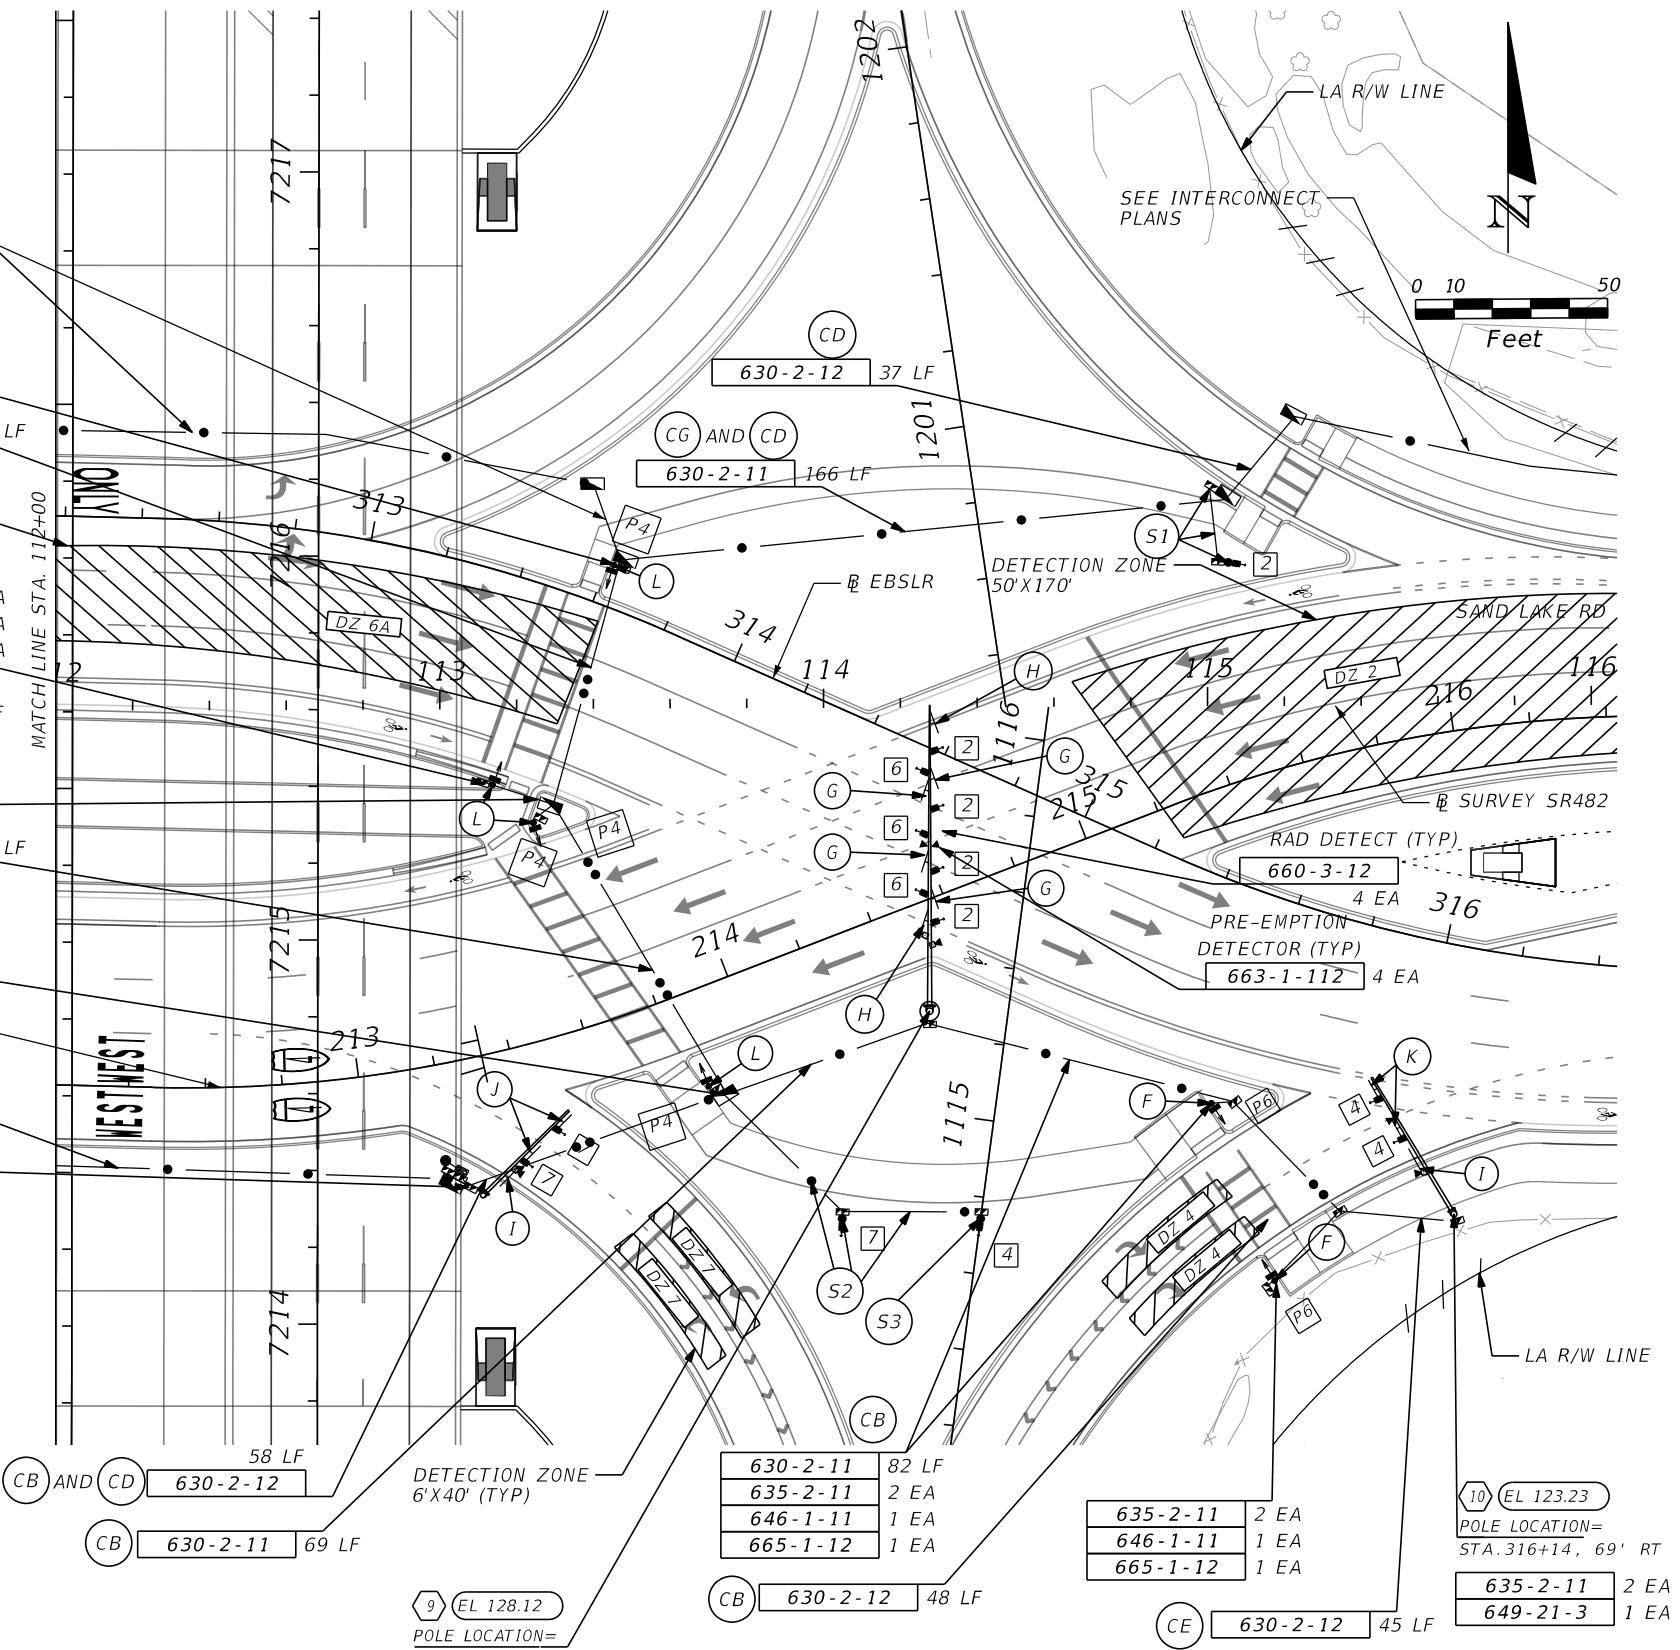 1202
7217
LA R/W LINE
SEE INTERCONNECT
PLANS
N
0 10 50
Feet
CD
630-2-12 37 LF
1201
CG AND CD
630-2-11 166 LF
LF
ONLY
313
7216
P4
L
S1
2
DETECTION ZONE
50'X170'
BL EBSLR
MATCH LINE STA. 112+00
DZ 6A
314
SAND LAKE RD
12
113
114
H
115
DZ 2
116
216
1116
2
6
G
G
2
315
215
BL SURVEY SR482
L
P4
P4
6
G
2
RAD DETECT (TYP)
660-3-12
4 EA
LF
6
G
2
316
PRE-EMPTION
DETECTOR (TYP)
663-1-112 4 EA
7215
214
H
WEST WEST
213
L
J
P4
1115
F
P6
K
4
4
I
7
I
7
S2
S3
4
DZ 4
DZ 4
F
P6
DZ 7
DZ 7
7214
LA R/W LINE
58 LF
CB AND CD 630-2-12
CB 630-2-11 69 LF
DETECTION ZONE
6'X40' (TYP)
9 EL 128.12
POLE LOCATION=
CB
630-2-11 82 LF
635-2-11 2 EA
646-1-11 1 EA
665-1-12 1 EA
CB 630-2-12 48 LF
635-2-11 2 EA
646-1-11 1 EA
665-1-12 1 EA
CE 630-2-12 45 LF
10 EL 123.23
POLE LOCATION=
STA.316+14, 69' RT
635-2-11 2 EA
649-21-3 1 EA